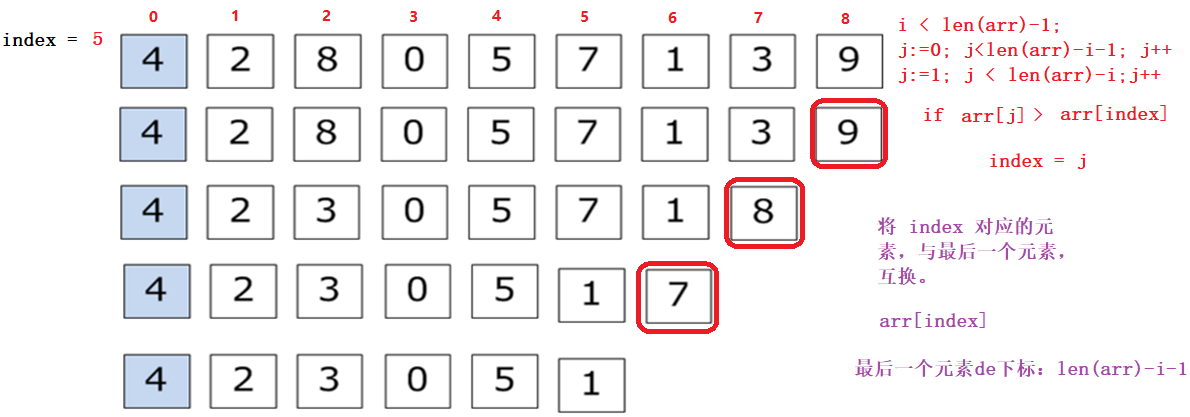 0 1 2 3 4 5 6 7 8
index = 5
4 2 8 0 5 7 1 3 9
i < len(arr)-1;
j:=0; j<len(arr)-i-1; j++
j:=1; j < len(arr)-i;j++
4 2 8 0 5 7 1 3 9
if arr[j] > arr[index]
index = j
4 2 3 0 5 7 1 8
将 index 对应的元
素，与最后一个元素，
互换。
4 2 3 0 5 1 7
arr[index]
4 2 3 0 5 1
最后一个元素de下标：len(arr)-i-1